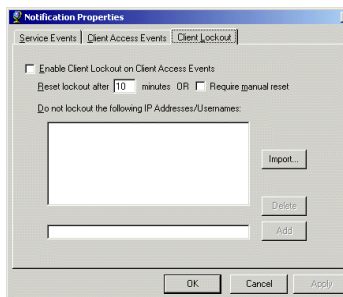 Notification Properties
Service Events Client Access Events Client Lockout
Enable Client Lockout on Client Access Events
Reset lockout after 10 minutes OR Require manual reset
Do not lockout the following IP Addresses/Usernames:
Import...
Delete
Add
OK Cancel Apply